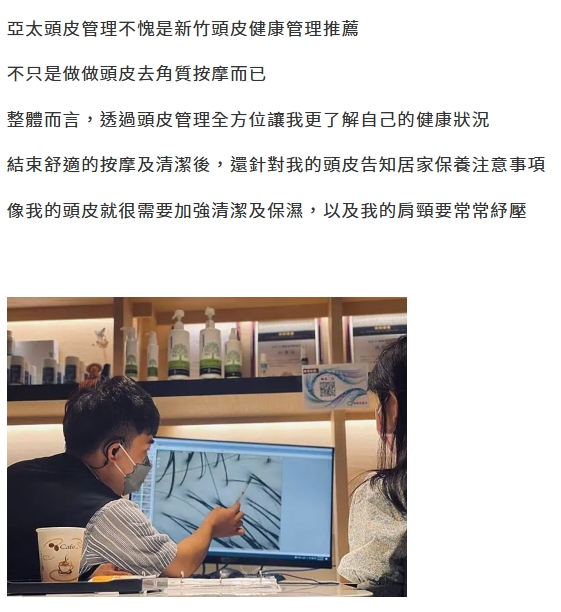 亞太頭皮管理不愧是新竹頭皮健康管理推薦
不只是做做頭皮去角質按摩而已
整體而言，透過頭皮管理全方位讓我更了解自己的健康狀況
結束舒適的按摩及清潔後，還針對我的頭皮告知居家保養注意事項
像我的頭皮就很需要加強清潔及保濕，以及我的肩頸要常常紓壓
Cafe